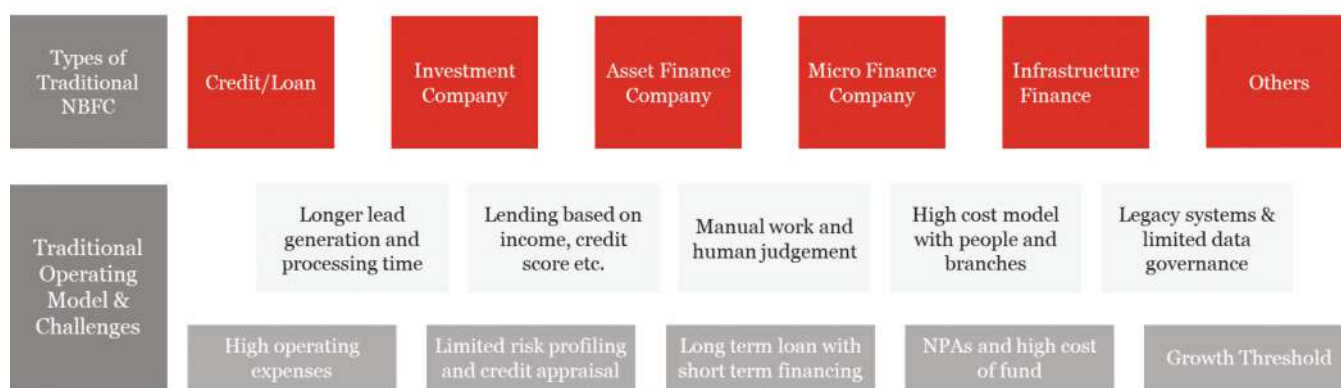 Types of
Traditional
NBFC
Credit/Loan
Investment
Company
Asset Finance
Company
Micro Finance
Company
Infrastructure
Finance
Others
Traditional
Operating
Model &
Challenges
Longer lead
generation and
processing time
Lending based on
income, credit
score etc.
Manual work and
human judgement
High cost model
with people and
branches
Legacy systems &
limited data
governance
High operating
expenses
Limited risk profiling
and credit appraisal
Long term loan with
short term financing
NPAs and high cost
of fund
Growth Threshold